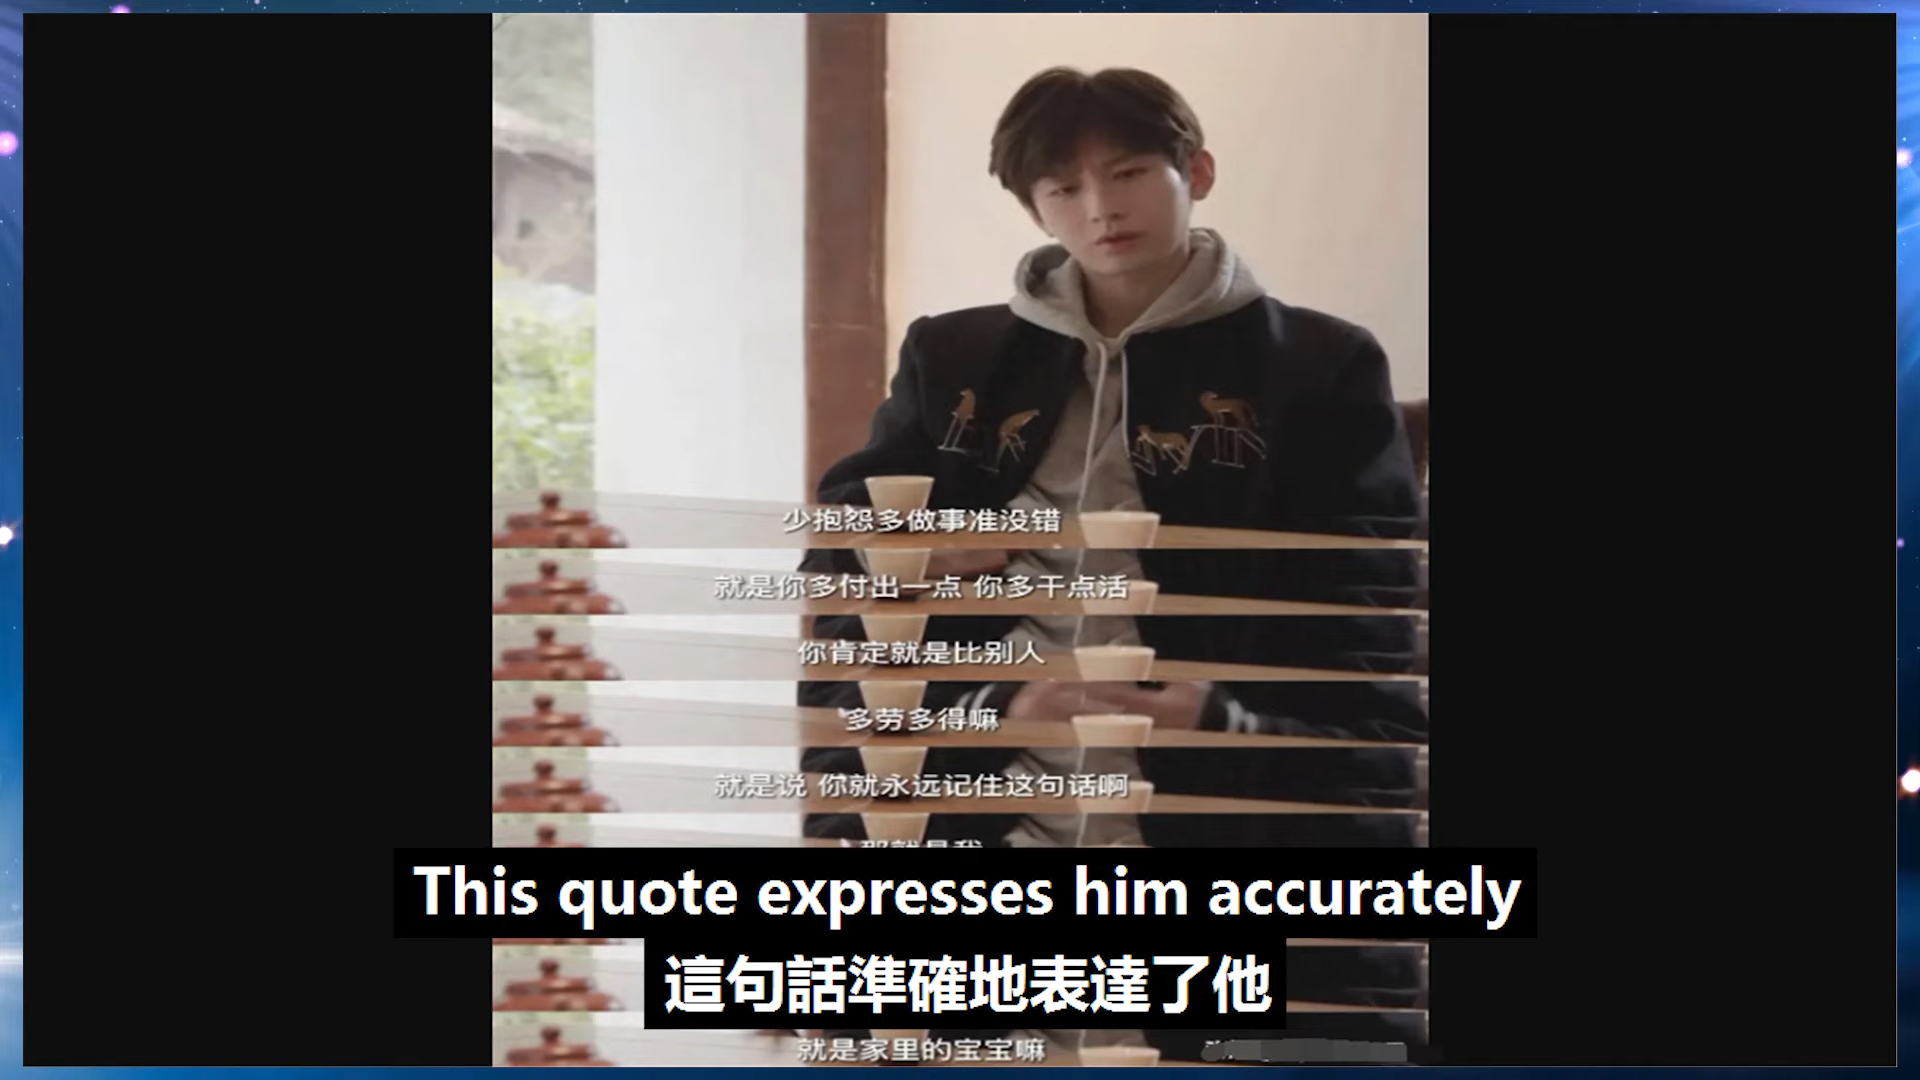 少抱怨多做事准没错
就是你多付出一点 你多干点活
你肯定就是比别人
多劳多得嘛
就是说 你就永远记住这句话啊
This quote expresses him accurately
這句話準確地表達了他
就是家里的宝宝嘛